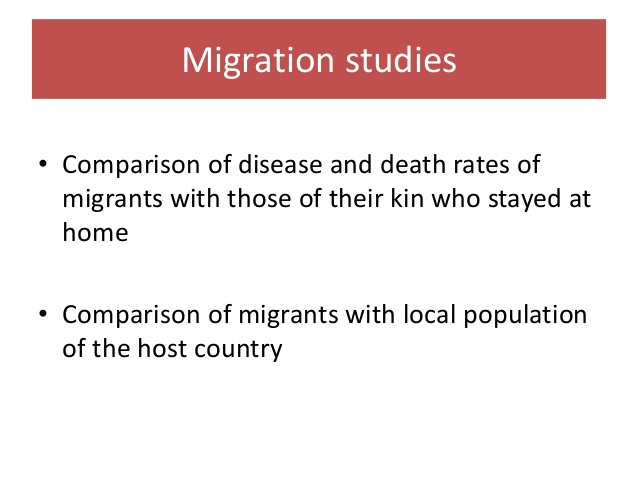 Migration studies
• Comparison of disease and death rates of
migrants with those of their kin who stayed at
home
• Comparison of migrants with local population
of the host country